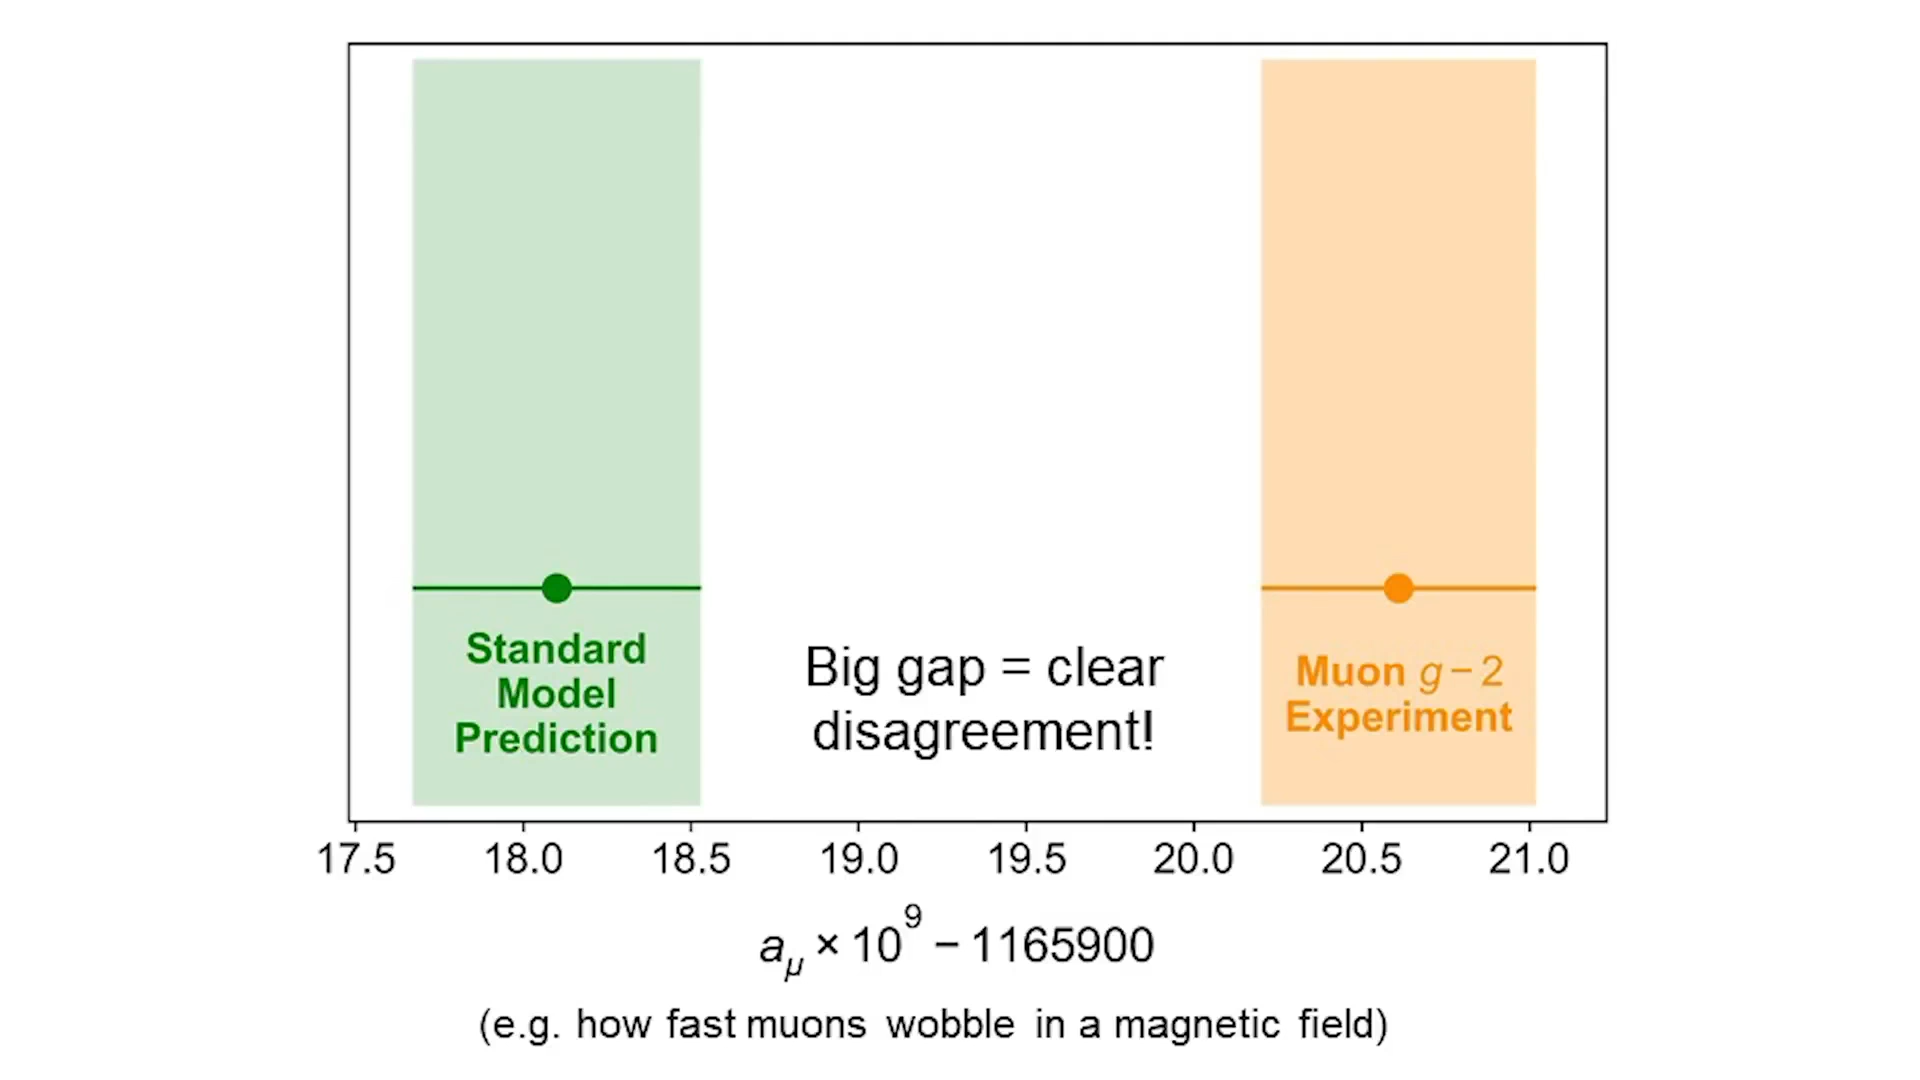 Standard
Model
Prediction
Big gap = clear
disagreement!
Muon g − 2
Experiment
17.5 18.0 18.5 19.0 19.5 20.0 20.5 21.0
aμ × 10⁹ − 1165900
(e.g. how fast muons wobble in a magnetic field)